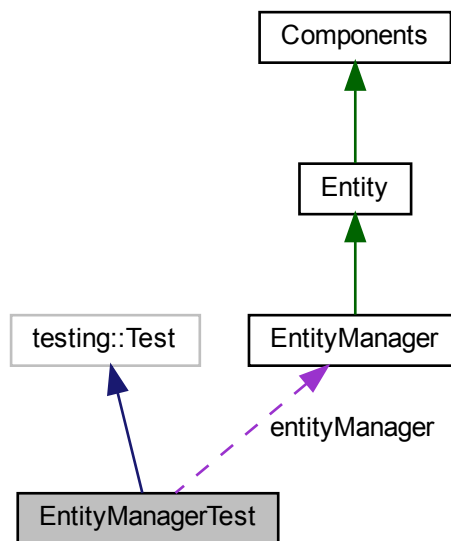 Components
Entity
testing::Test
EntityManager
entityManager
EntityManagerTest